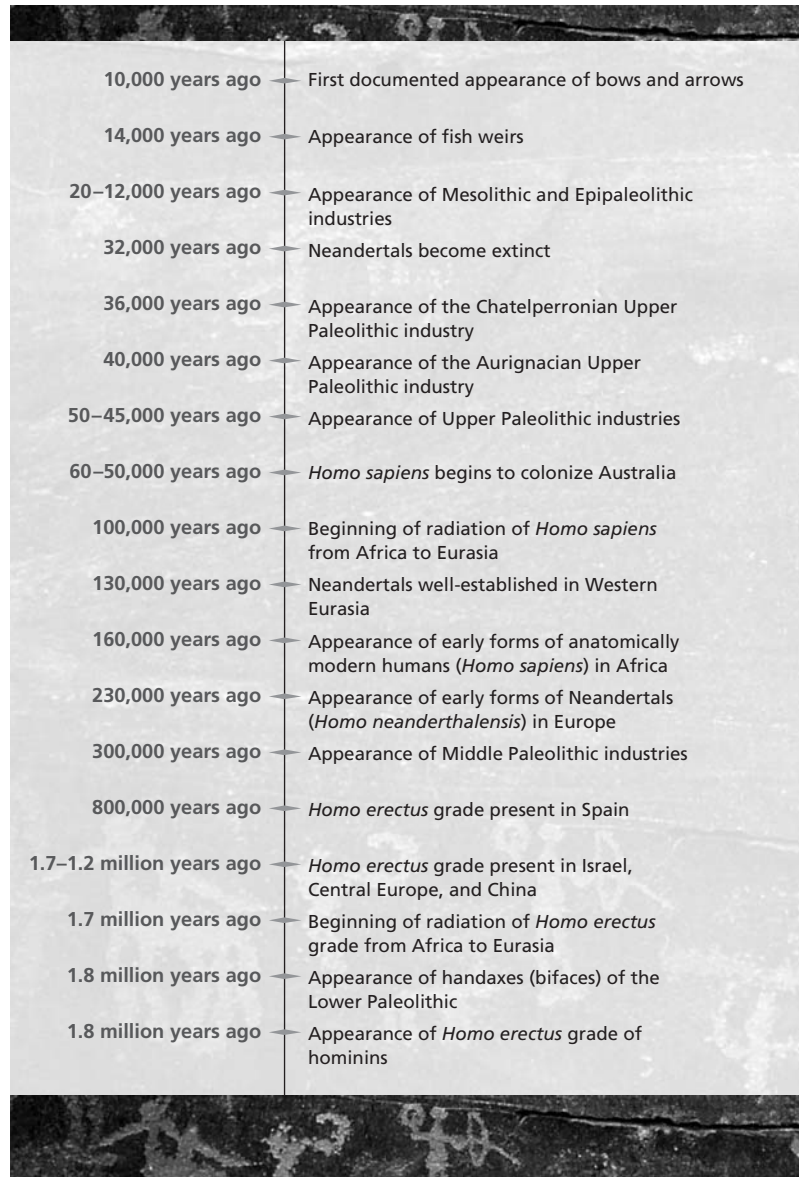 10,000 years ago First documented appearance of bows and arrows
14,000 years ago Appearance of fish weirs
20–12,000 years ago Appearance of Mesolithic and Epipaleolithic
industries
32,000 years ago Neandertals become extinct
36,000 years ago Appearance of the Chatelperronian Upper
Paleolithic industry
40,000 years ago Appearance of the Aurignacian Upper
Paleolithic industry
50–45,000 years ago Appearance of Upper Paleolithic industries
60–50,000 years ago Homo sapiens begins to colonize Australia
100,000 years ago Beginning of radiation of Homo sapiens
from Africa to Eurasia
130,000 years ago Neandertals well-established in Western
Eurasia
160,000 years ago Appearance of early forms of anatomically
modern humans (Homo sapiens) in Africa
230,000 years ago Appearance of early forms of Neandertals
(Homo neanderthalensis) in Europe
300,000 years ago Appearance of Middle Paleolithic industries
800,000 years ago Homo erectus grade present in Spain
1.7–1.2 million years ago Homo erectus grade present in Israel,
Central Europe, and China
1.7 million years ago Beginning of radiation of Homo erectus
grade from Africa to Eurasia
1.8 million years ago Appearance of handaxes (bifaces) of the
Lower Paleolithic
1.8 million years ago Appearance of Homo erectus grade of
hominins